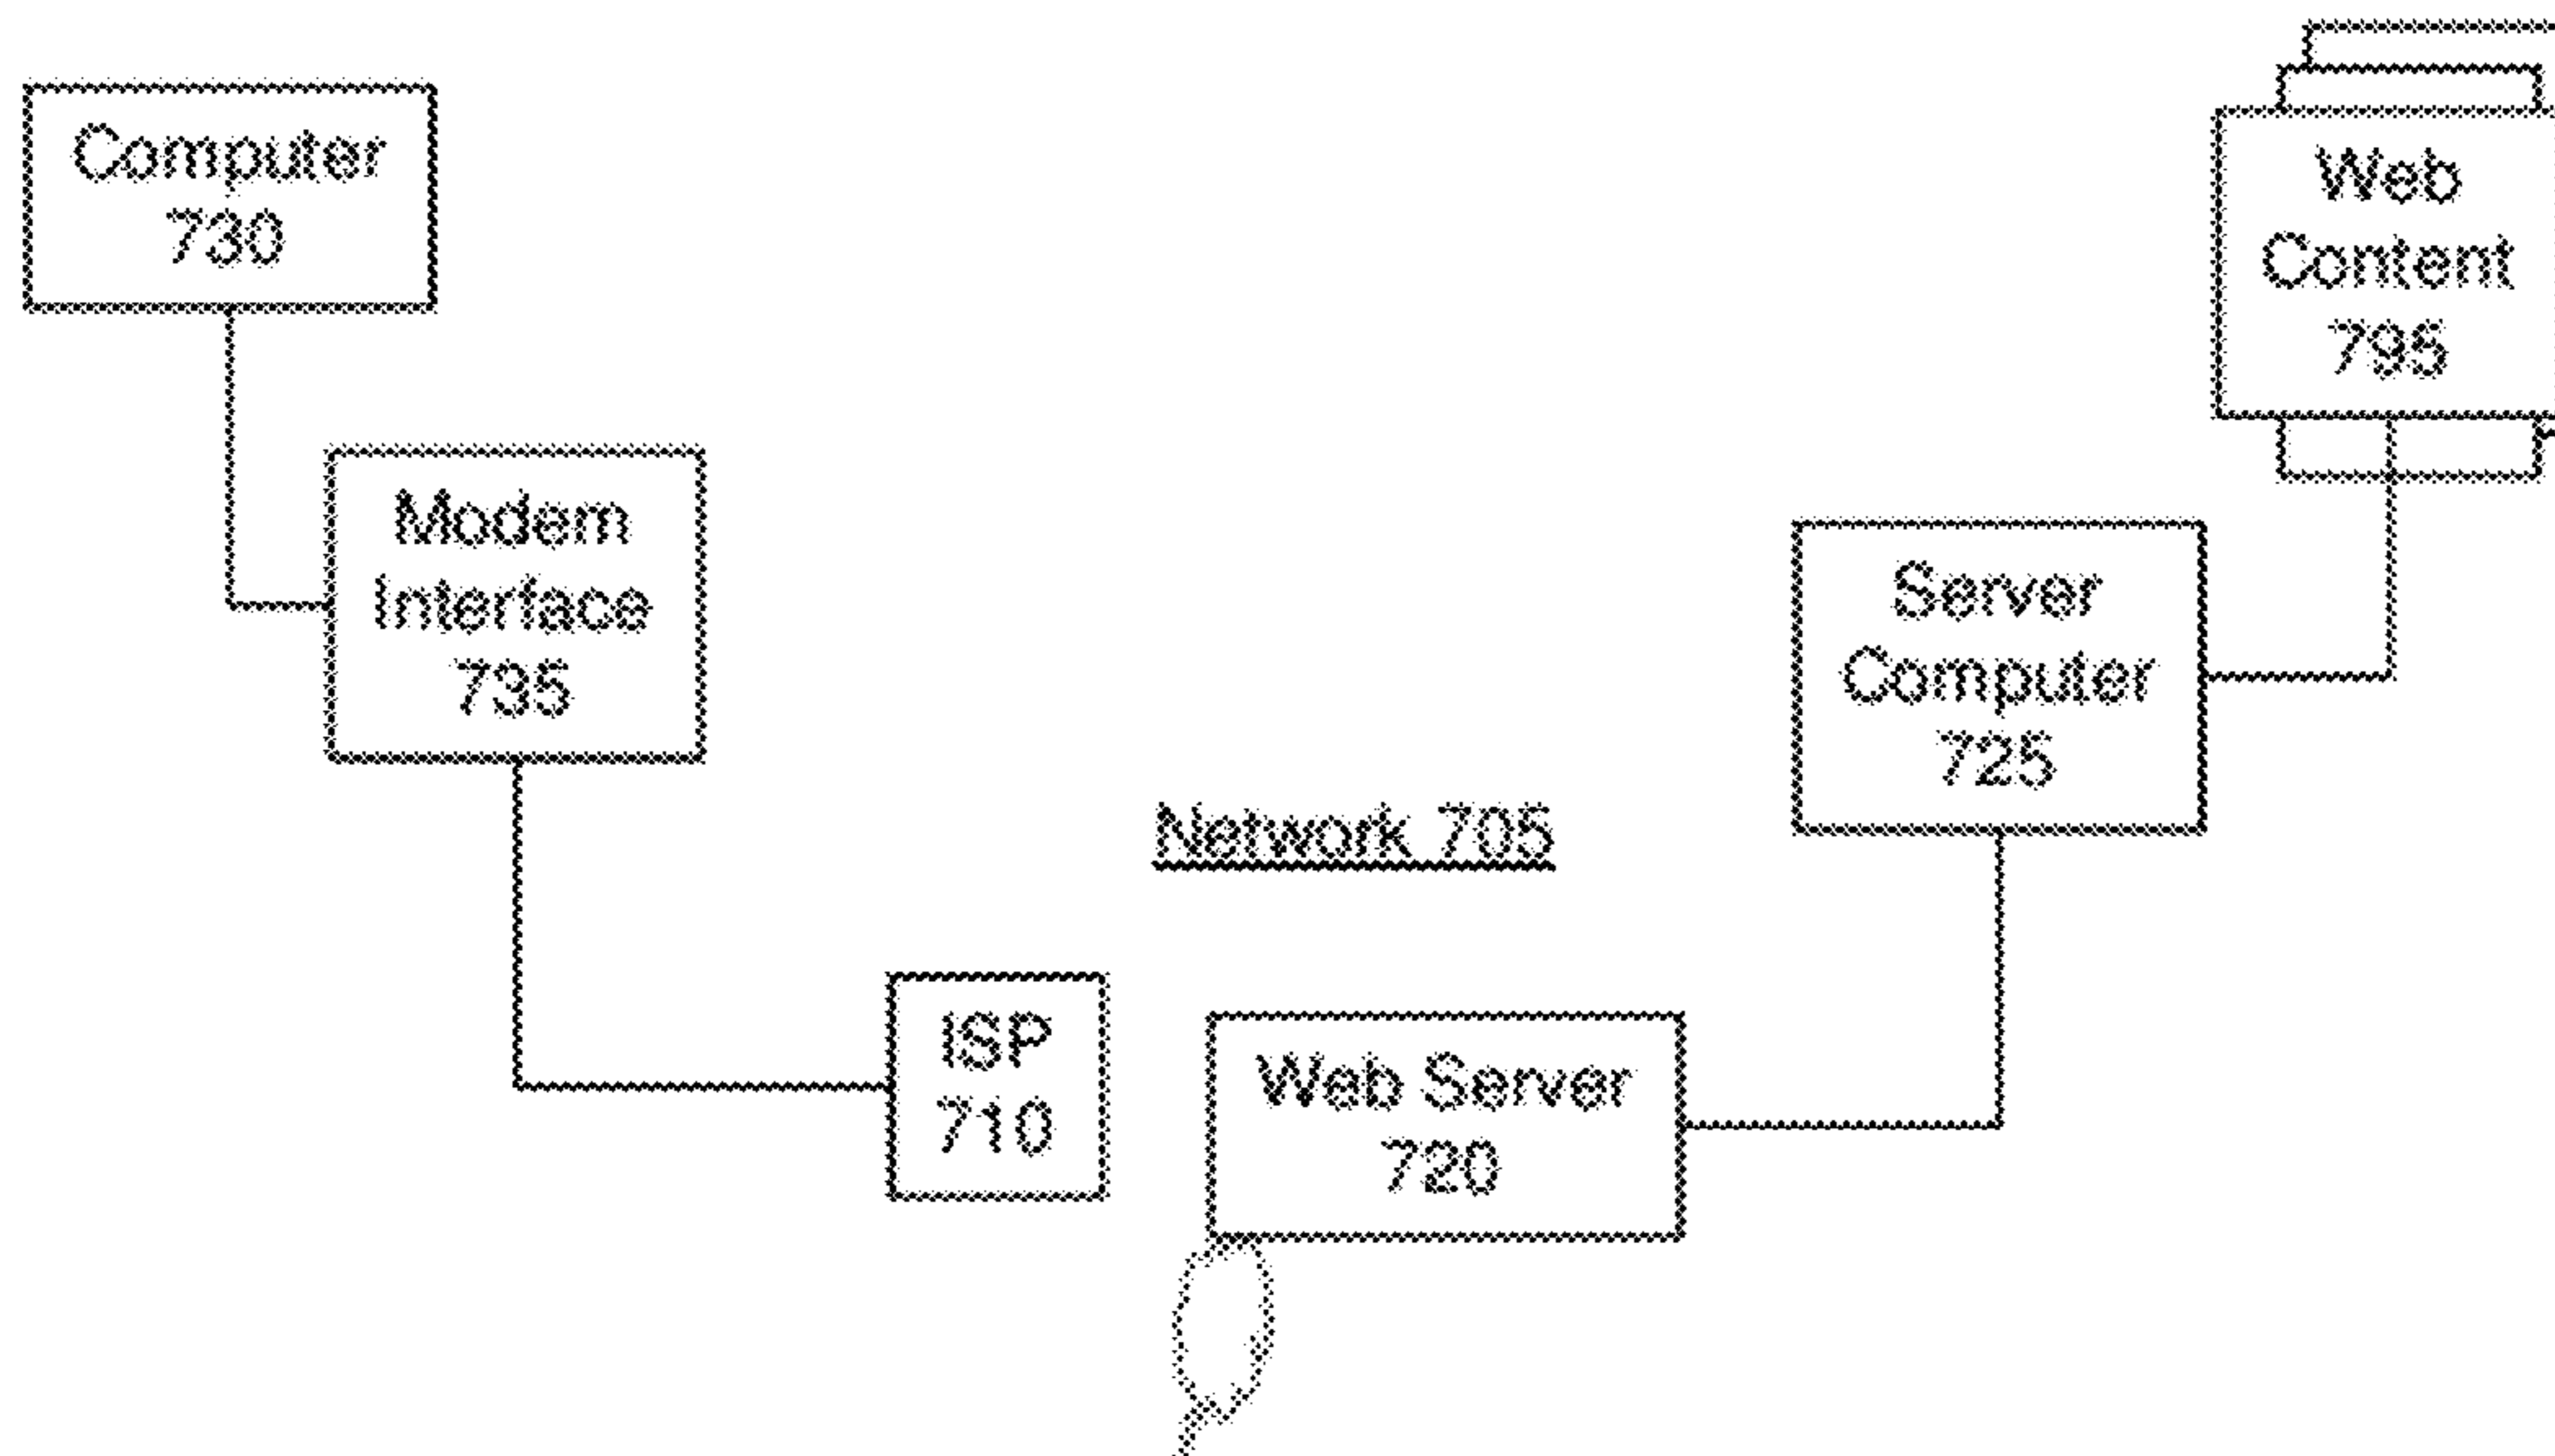 Computer
730
Modem
Interface
735
Network 705
ISP
710
Web Server
720
Server
Computer
725
Web
Content
795